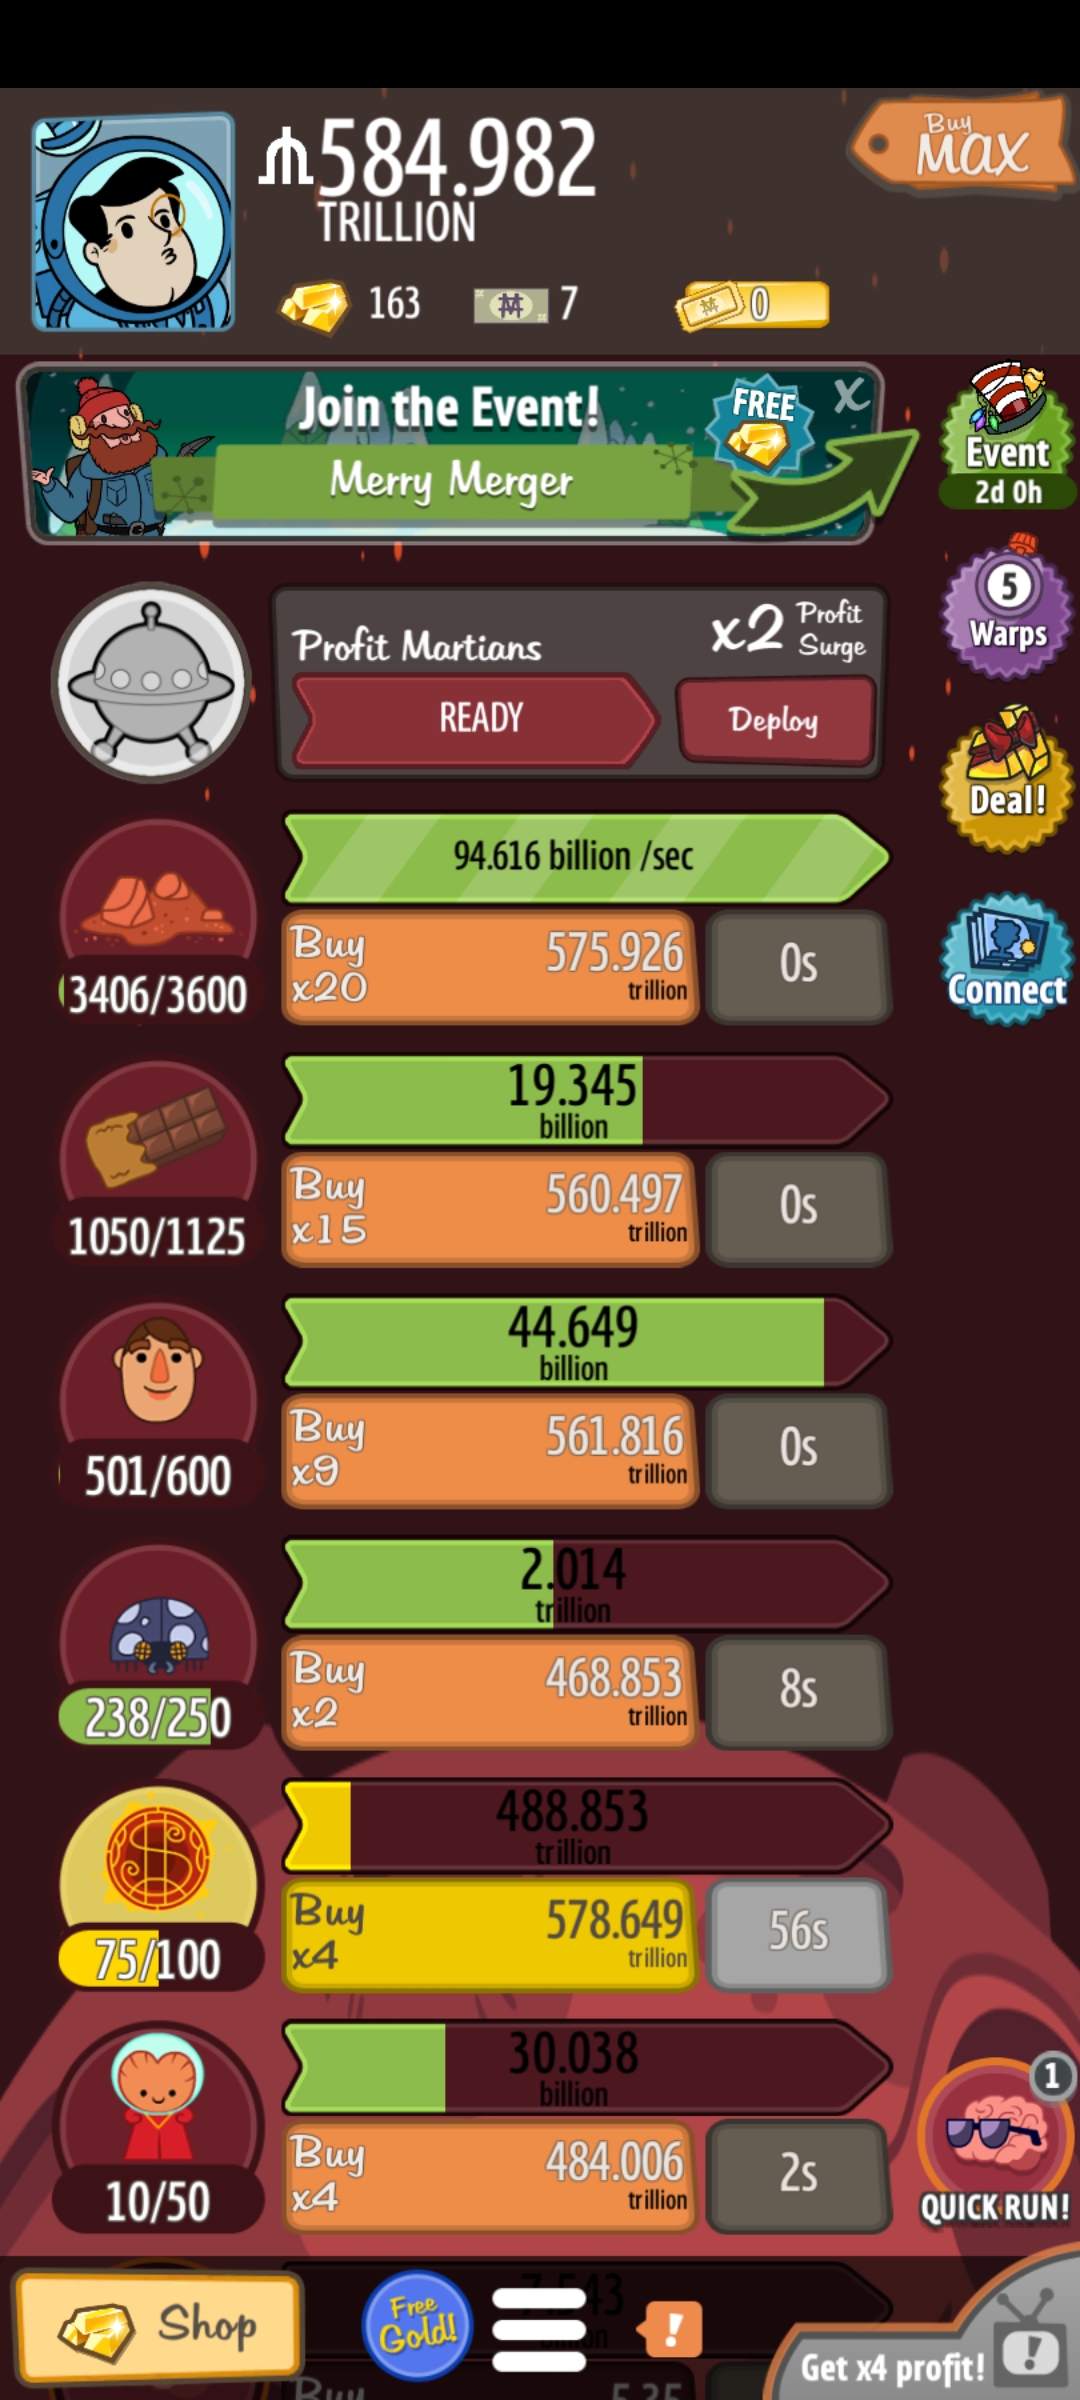 584.982
TRILLION
Buy
MAX
163
7
0
Join the Event!
Merry Merger
FREE
X
Event
2d 0h
5
Warps
Deal!
Connect
Profit Martians
x2 Profit
Surge
READY
Deploy
94.616 billion /sec
Buy
x20
575.926
trillion
0s
3406/3600
19.345
billion
Buy
x15
560.497
trillion
0s
1050/1125
44.649
billion
Buy
x9
561.816
trillion
0s
501/600
2.014
trillion
Buy
x2
468.853
trillion
8s
238/250
488.853
trillion
Buy
x4
578.649
trillion
56s
75/100
30.038
billion
Buy
x4
484.006
trillion
2s
10/50
1
QUICK RUN!
Shop
Free
Gold!
!
Get x4 profit!
!
Buy